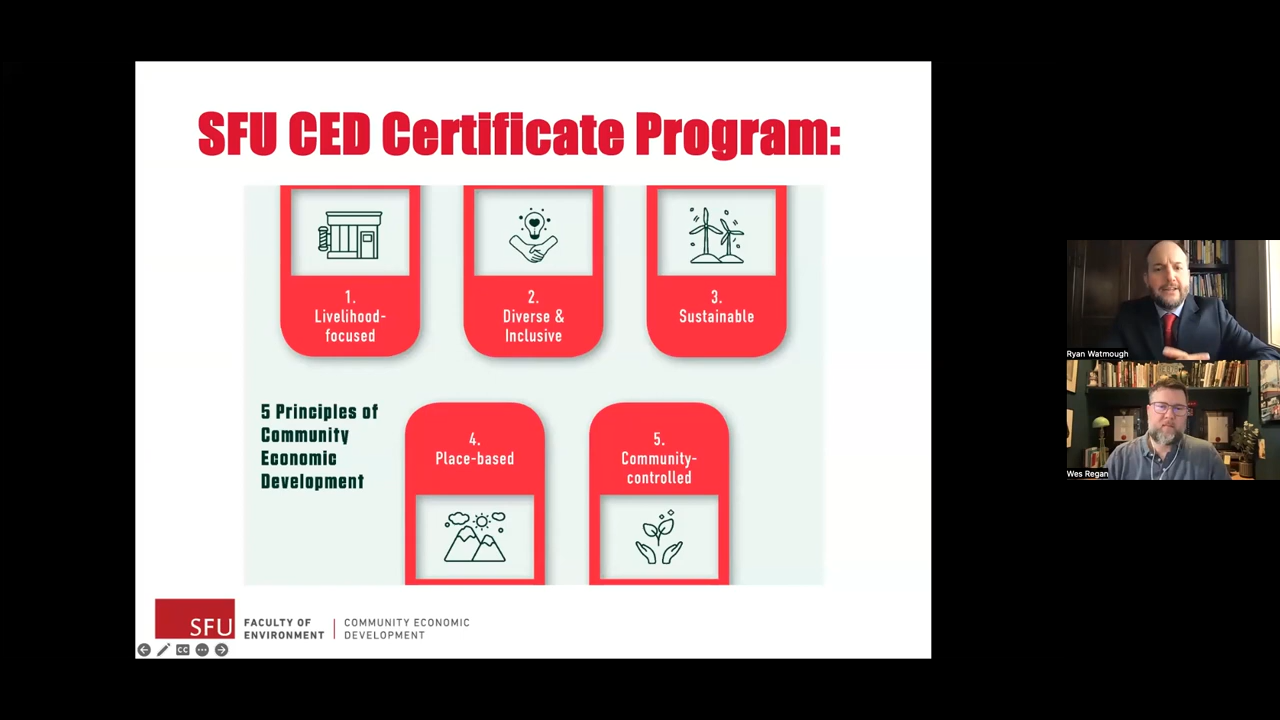 SFU CED Certificate Program:
1.
Livelihood-
focused
2.
Diverse &
Inclusive
3.
Sustainable
5 Principles of
Community
Economic
Development
4.
Place-based
5.
Community-
controlled
SFU
FACULTY OF
ENVIRONMENT
COMMUNITY ECONOMIC
DEVELOPMENT
CC
Ryan Watmough
Wes Regan